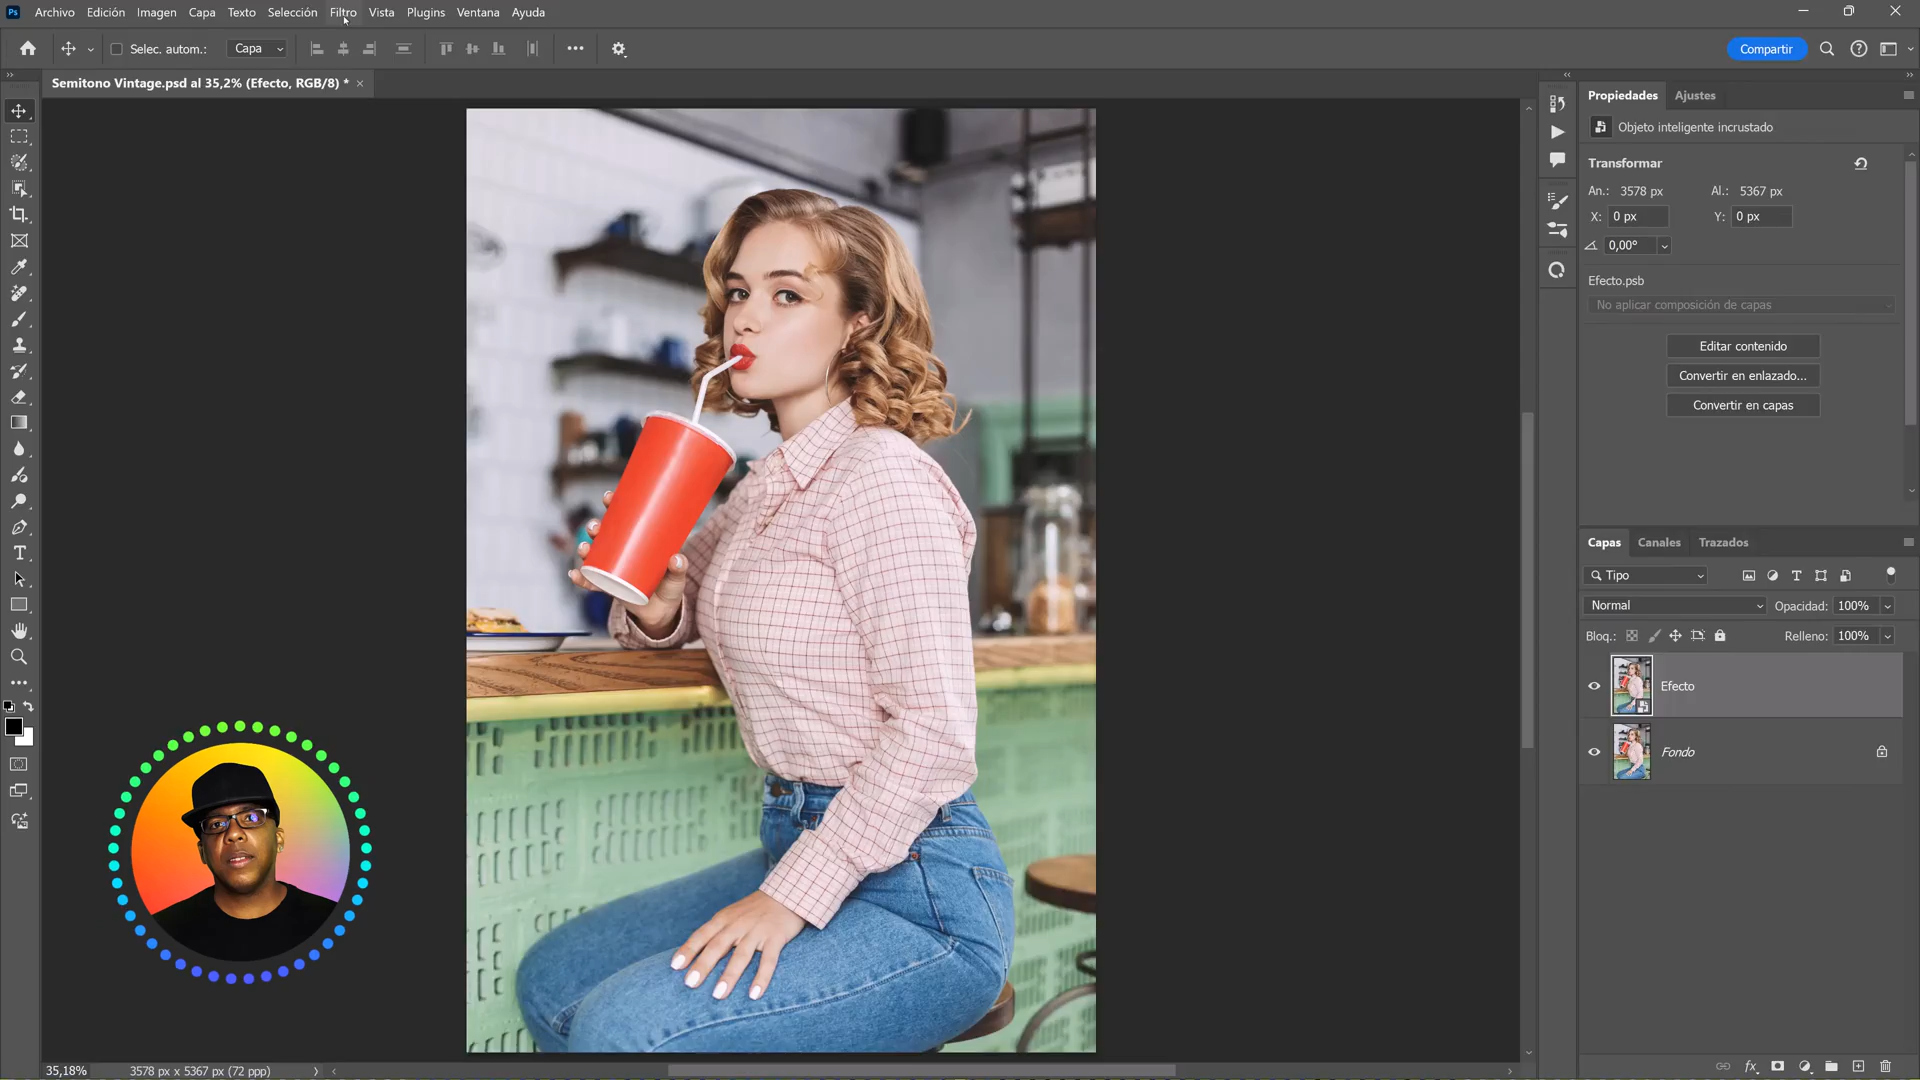 Ps Archivo Edición Imagen Capa Texto Selección Filtro Vista Plugins Ventana Ayuda
Selec. autom.: Capa Compartir
Semitono Vintage.psd al 35,2% (Efecto, RGB/8) *
Propiedades Ajustes
Objeto inteligente incrustado
Transformar
An.: 3578 px Al.: 5367 px
X: 0 px Y: 0 px
0,00°
Efecto.psb
No aplicar composición de capas
Editar contenido
Convertir en enlazado...
Convertir en capas
Capas Canales Trazados
Tipo
Normal Opacidad: 100%
Bloq.: Relleno: 100%
Efecto
Fondo
35,18% 3578 px x 5367 px (72 ppp)